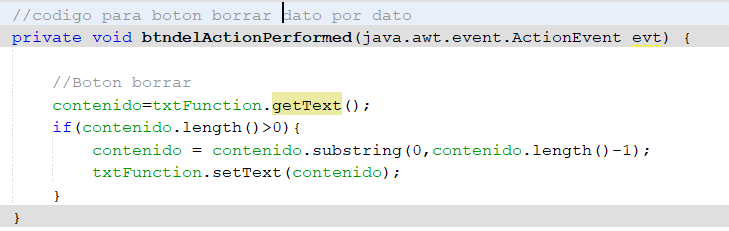 //codigo para boton borrar dato por dato
private void btndelActionPerformed(java.awt.event.ActionEvent evt) {
//Boton borrar
contenido=txtFunction.getText();
if(contenido.length()>0){
contenido = contenido.substring(0,contenido.length()-1);
txtFunction.setText(contenido);
}
}